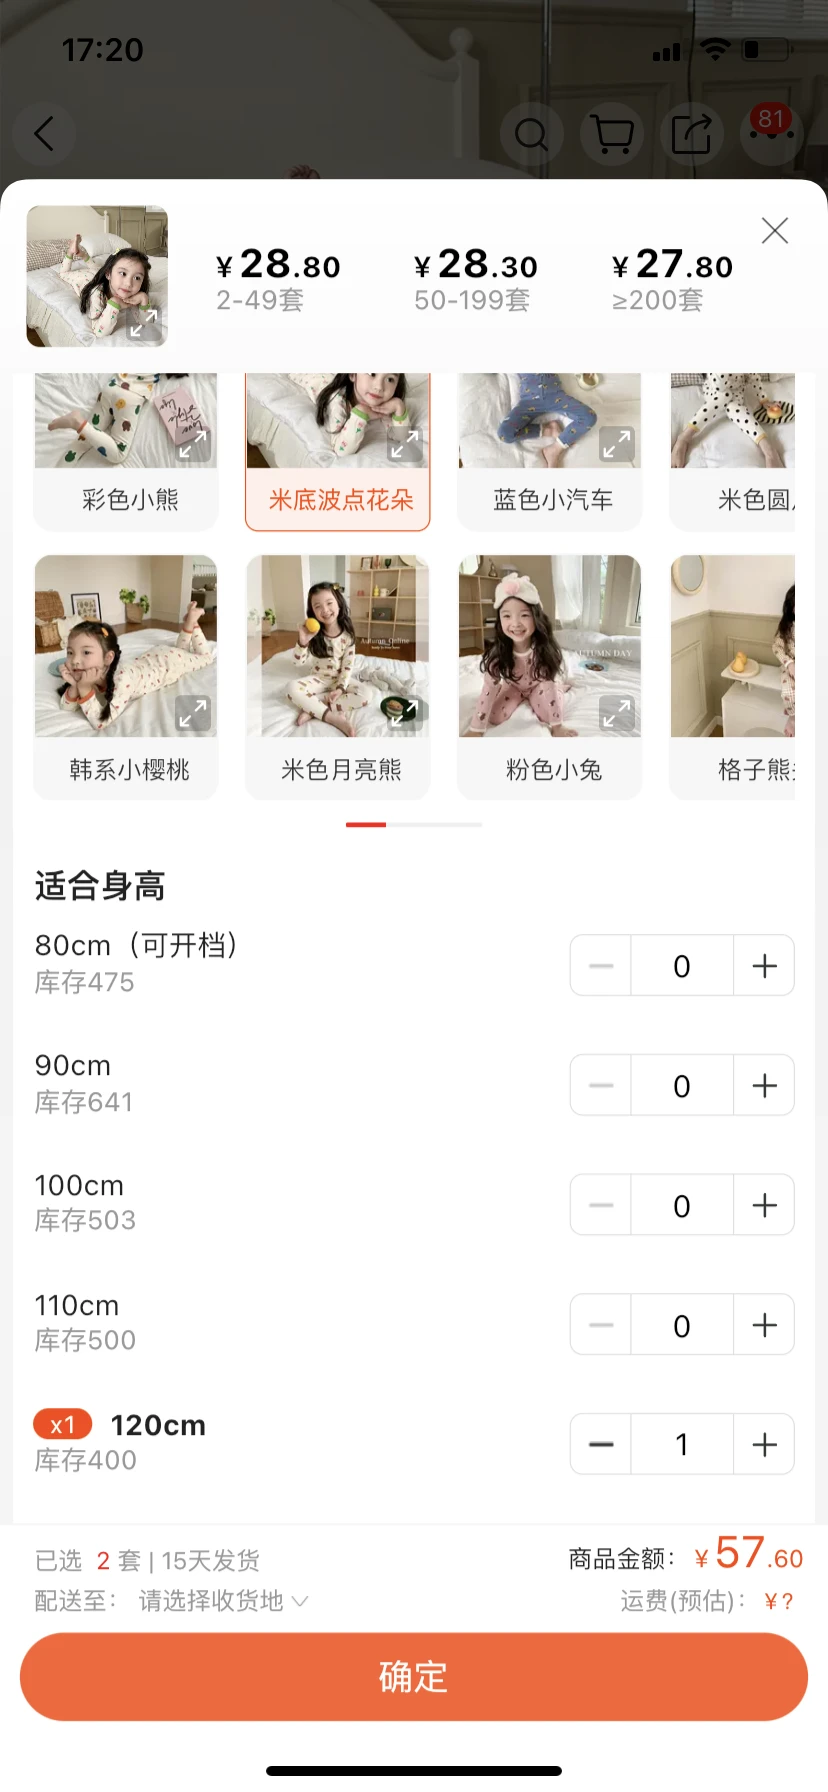 17:20
81
¥28.80
2-49套
¥28.30
50-199套
¥27.80
≥200套
彩色小熊
米底波点花朵
蓝色小汽车
米色圆
Autumn Online
AUTUMN DAY
韩系小樱桃
米色月亮熊
粉色小兔
格子熊
适合身高
80cm（可开档）
库存475
0
90cm
库存641
0
100cm
库存503
0
110cm
库存500
0
x1 120cm
库存400
1
已选 2 套 | 15天发货
商品金额：¥57.60
配送至： 请选择收货地
运费(预估)：¥?
确定